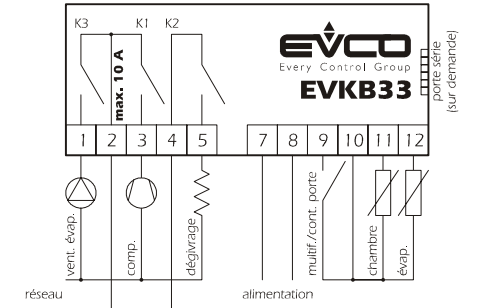 K3 K1 K2
max. 10 A
EVCO
Every Control Group
EVKB33
porte série
(sur demande)
1 2 3 4 5 7 8 9 10 11 12
vent. évap.
comp.
dégivrage
multif./cont. porte
chambre
évap.
réseau
alimentation